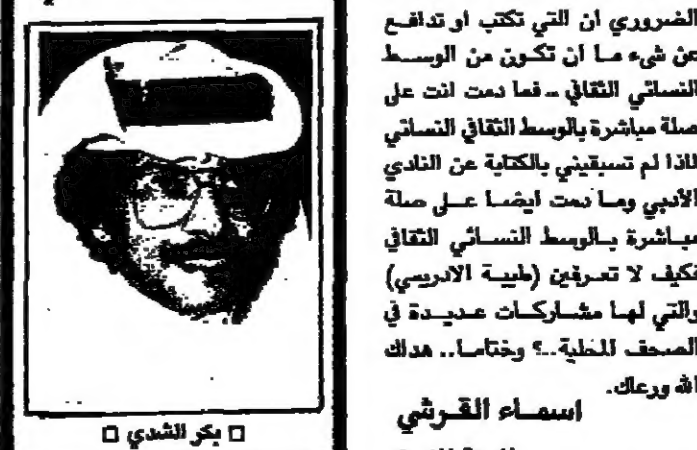 الضروري ان التي تكتب او تدافع
عن شيء ما ان تكون من الوسط
النسائي الثقافي - فما دمت انت على
صلة مباشرة بالوسط الثقافي النسائي
لماذا لم تسبقيني بالكتابة عن النادي
الأدبي وما دمت ايضا على صلة
مباشرة بالوسط النسائي الثقافي
فكيف لا تعرفين (طيبة الادريسي)
والتي لها مشاركات عديدة في
الصحف المحلية..؟ وختاما.. هداك
الله ورعاك.
اسماء القرشي
□ بكر الشدي □